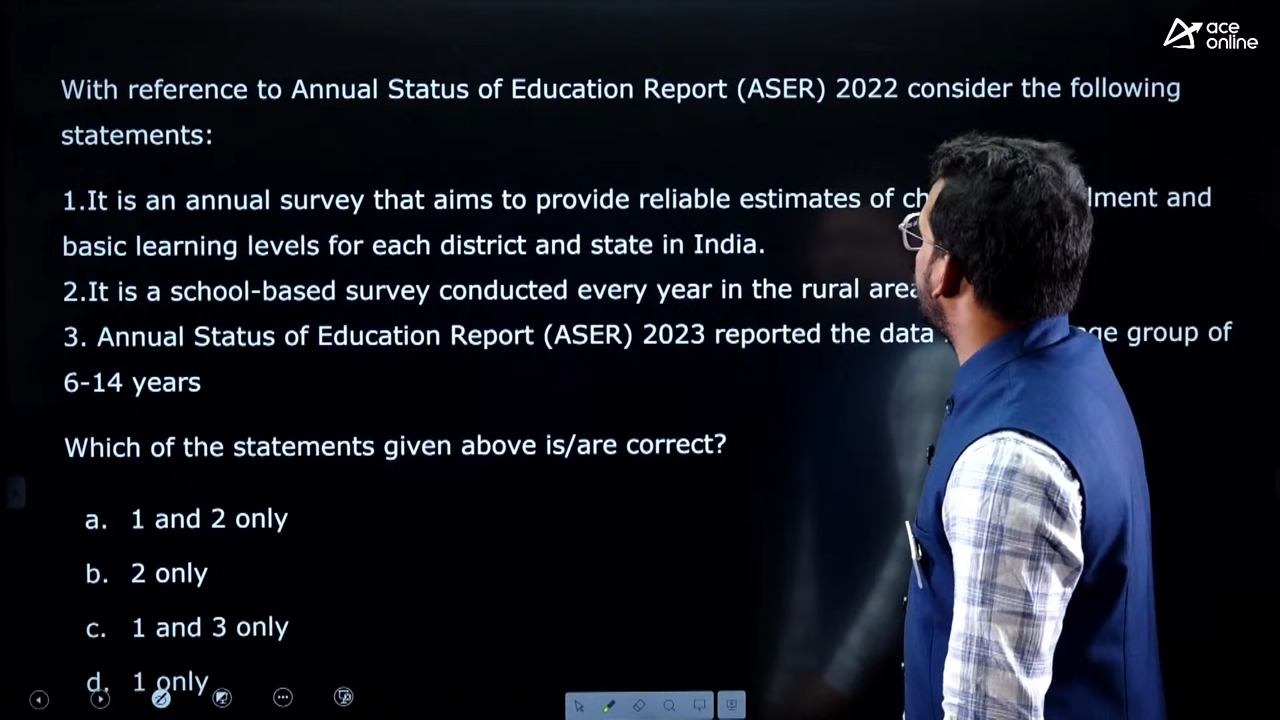 ace
online
With reference to Annual Status of Education Report (ASER) 2022 consider the following
statements:
1.It is an annual survey that aims to provide reliable estimates of and
basic learning levels for each district and state in India.
2.It is a school-based survey conducted every year in the rural
3. Annual Status of Education Report (ASER) 2023 reported the data group of
6-14 years
Which of the statements given above is/are correct?
a. 1 and 2 only
b. 2 only
c. 1 and 3 only
d. 1 only